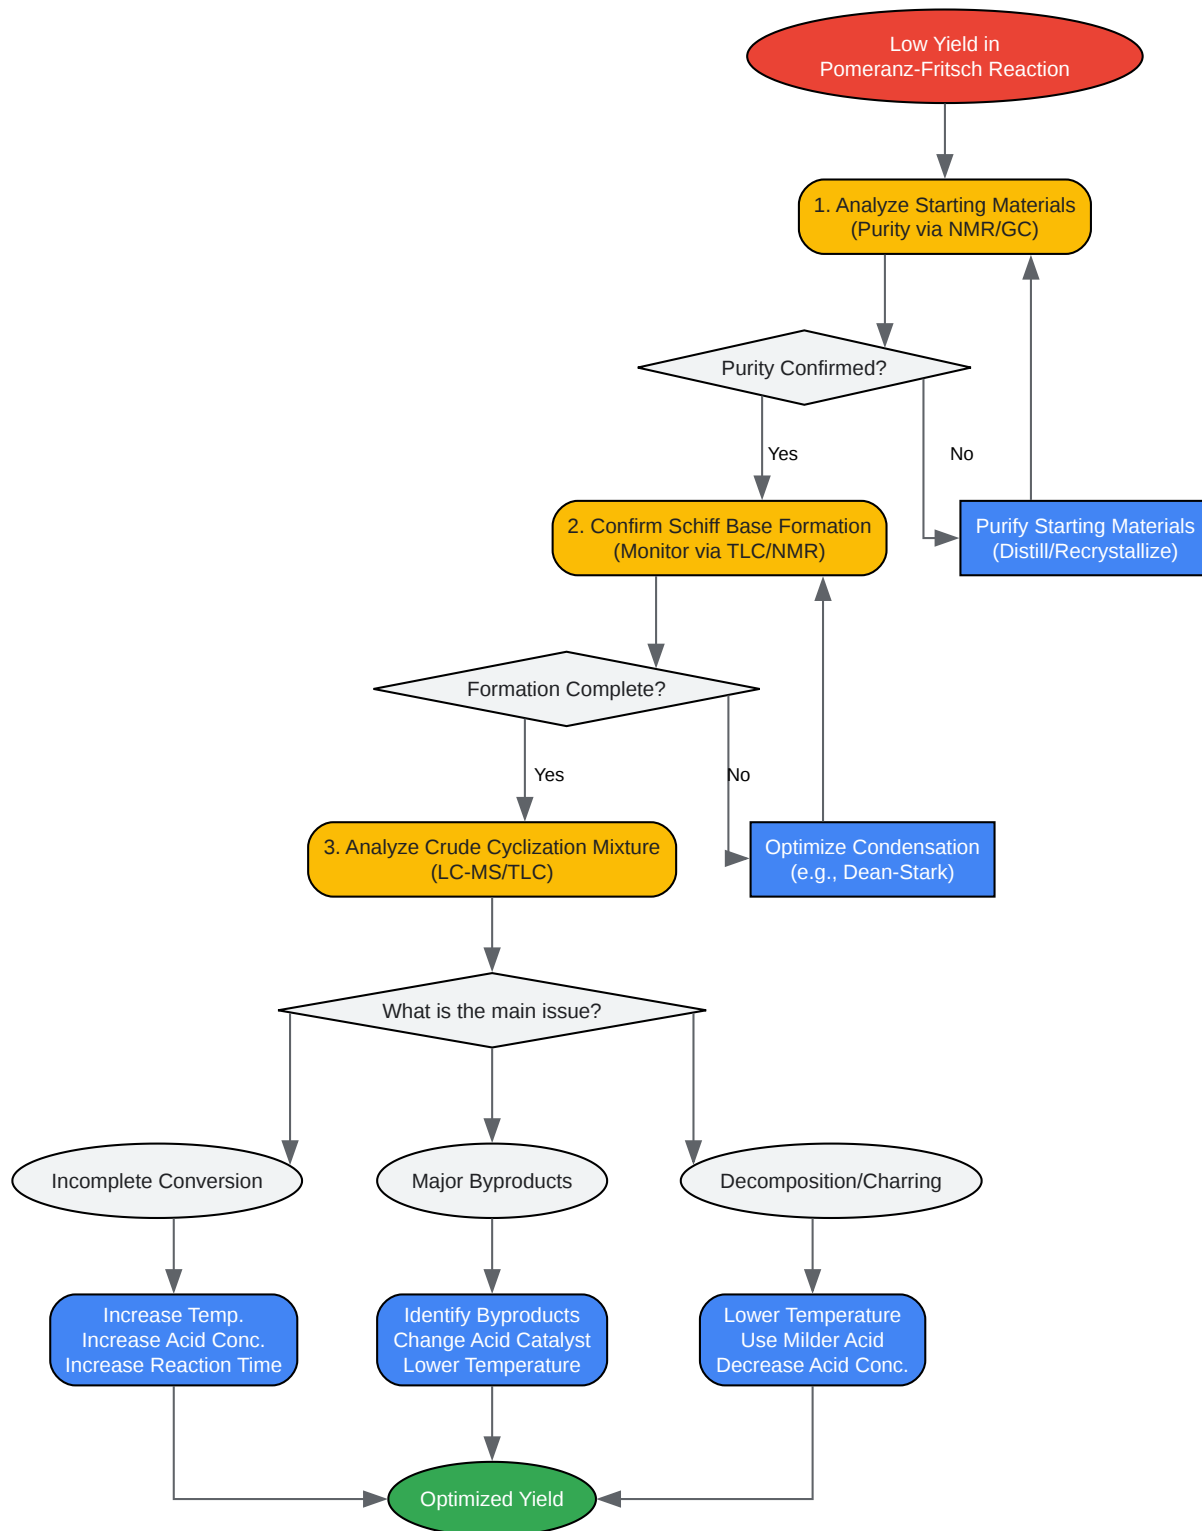 Low Yield in
Pomeranz-Fritsch Reaction
1. Analyze Starting Materials
(Purity via NMR/GC)
Purity Confirmed?
Yes
No
2. Confirm Schiff Base Formation
(Monitor via TLC/NMR)
Purify Starting Materials
(Distill/Recrystallize)
Formation Complete?
Yes
No
3. Analyze Crude Cyclization Mixture
(LC-MS/TLC)
Optimize Condensation
(e.g., Dean-Stark)
What is the main issue?
Incomplete Conversion
Major Byproducts
Decomposition/Charring
Increase Temp.
Increase Acid Conc.
Increase Reaction Time
Identify Byproducts
Change Acid Catalyst
Lower Temperature
Lower Temperature
Use Milder Acid
Decrease Acid Conc.
Optimized Yield